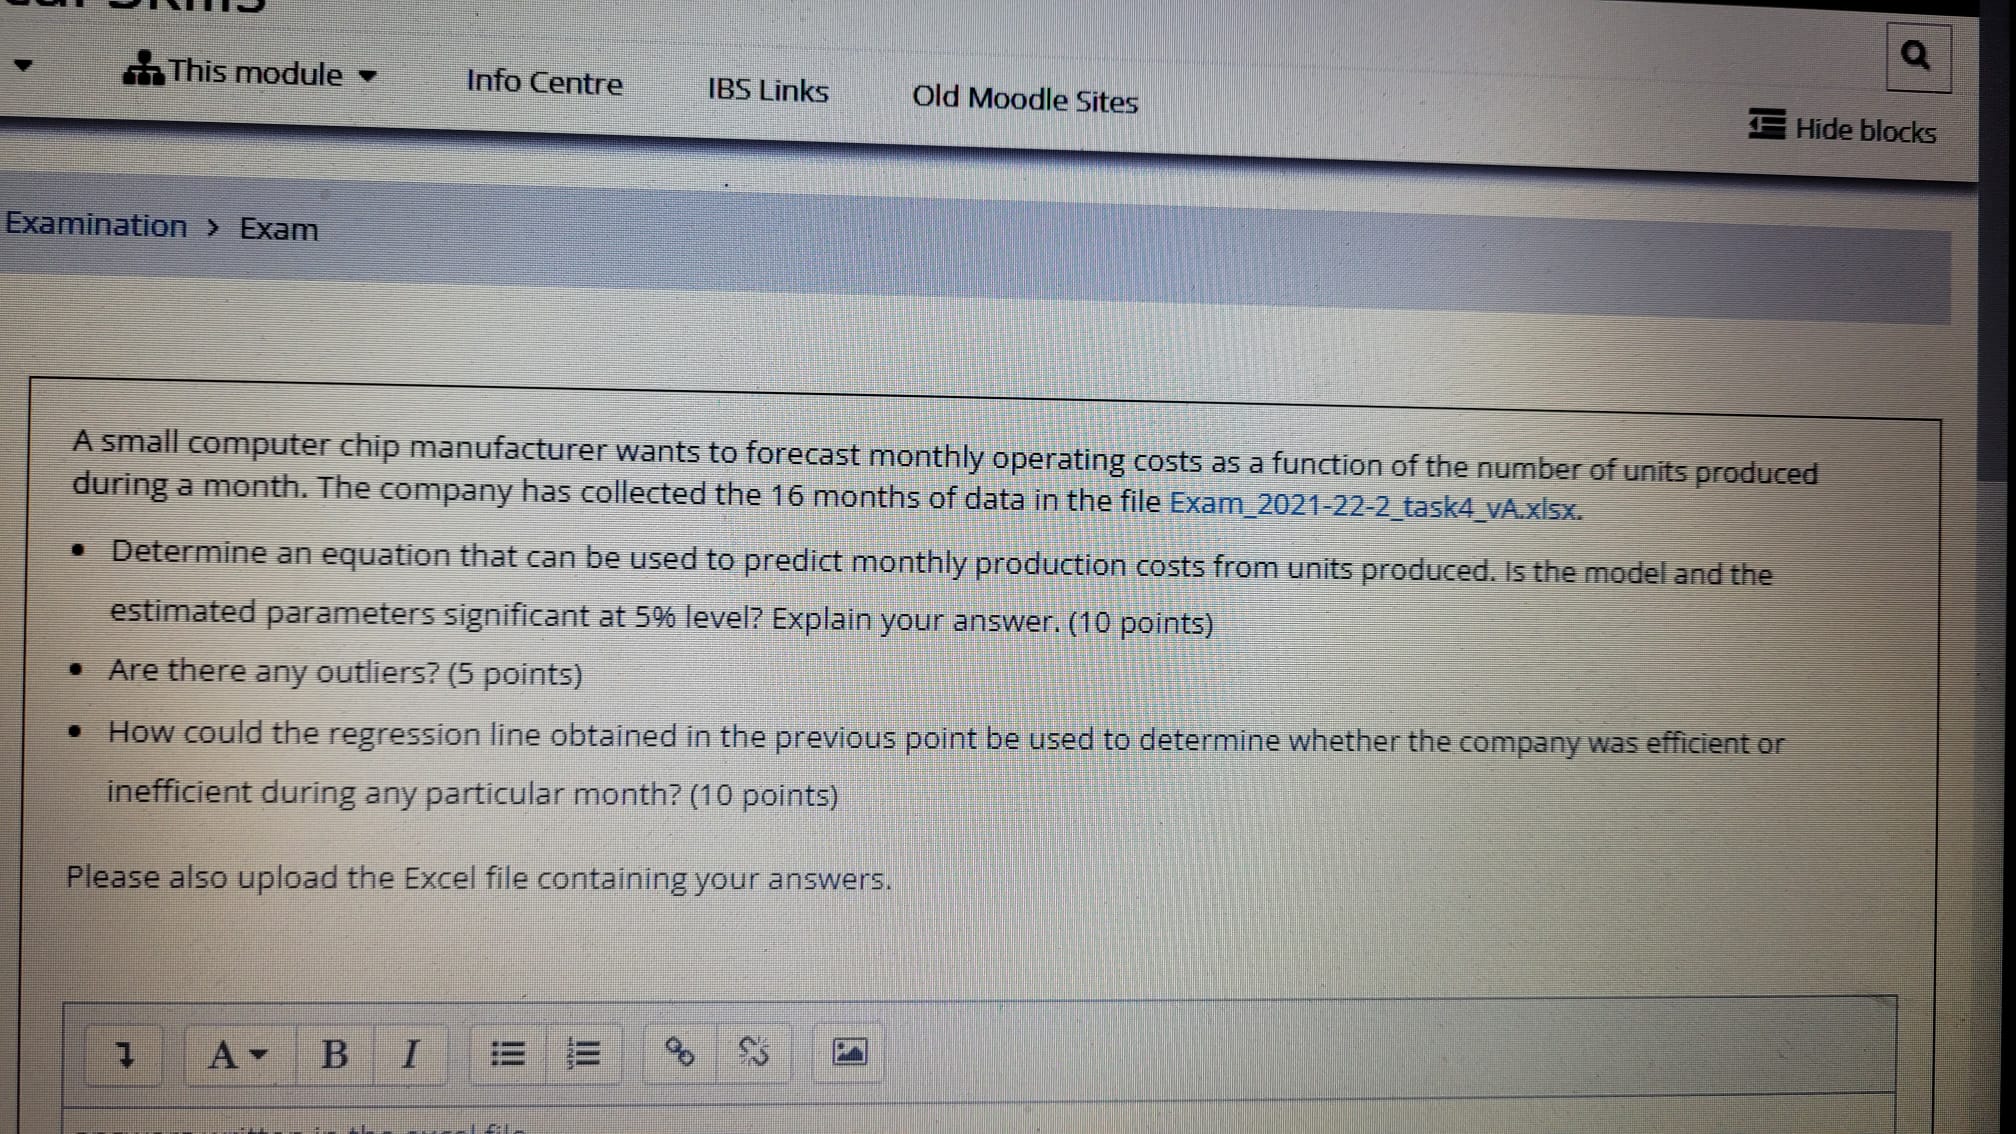 This module
Info Centre
IBS Links
Old Moodle Sites
Hide blocks
Examination > Exam
A small computer chip manufacturer wants to forecast monthly operating costs as a function of the number of units produced
during a month. The company has collected the 16 months of data in the file Exam_2021-22-2_task4_vA.xlsx.
• Determine an equation that can be used to predict monthly production costs from units produced. Is the model and the
estimated parameters significant at 5% level? Explain your answer. (10 points)
• Are there any outliers? (5 points)
• How could the regression line obtained in the previous point be used to determine whether the company was efficient or
inefficient during any particular month? (10 points)
Please also upload the Excel file containing your answers.
A B I